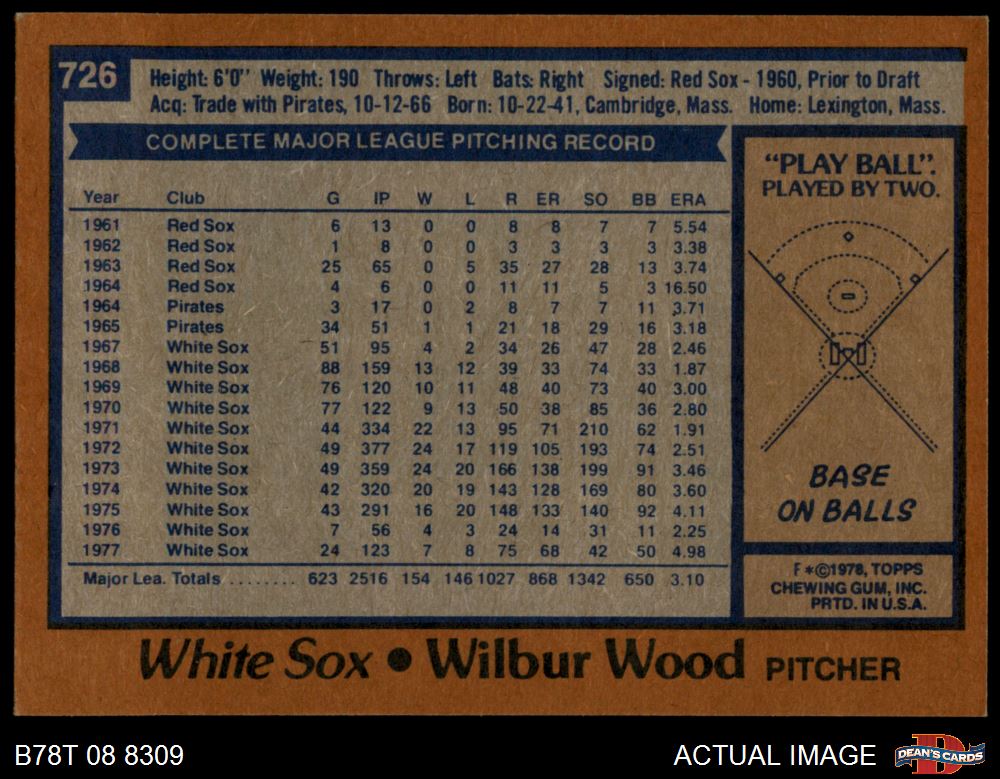 726
Height: 6'0" Weight: 190 Throws: Left Bats: Right Signed: Red Sox - 1960, Prior to Draft
Acq: Trade with Pirates, 10-12-66 Born: 10-22-41, Cambridge, Mass. Home: Lexington, Mass.
COMPLETE MAJOR LEAGUE PITCHING RECORD
Year Club G IP W L R ER SO BB ERA
1961 Red Sox 6 13 0 0 8 8 7 7 5.54
1962 Red Sox 1 8 0 0 3 3 3 3 3.38
1963 Red Sox 25 65 0 5 35 27 28 13 3.74
1964 Red Sox 4 6 0 0 11 11 5 3 16.50
1964 Pirates 3 17 0 2 8 7 7 11 3.71
1965 Pirates 34 51 1 1 21 18 29 16 3.18
1967 White Sox 51 95 4 2 34 26 47 28 2.46
1968 White Sox 88 159 13 12 39 33 74 33 1.87
1969 White Sox 76 120 10 11 48 40 73 40 3.00
1970 White Sox 77 122 9 13 50 38 85 36 2.80
1971 White Sox 44 334 22 13 95 71 210 62 1.91
1972 White Sox 49 377 24 17 119 105 193 74 2.51
1973 White Sox 49 359 24 20 166 138 199 91 3.46
1974 White Sox 42 320 20 19 143 128 169 80 3.60
1975 White Sox 43 291 16 20 148 133 140 92 4.11
1976 White Sox 7 56 4 3 24 14 31 11 2.25
1977 White Sox 24 123 7 8 75 68 42 50 4.98
Major Lea. Totals ........ 623 2516 154 146 1027 868 1342 650 3.10
"PLAY BALL".
PLAYED BY TWO.
BASE
ON BALLS
F*©1978, TOPPS
CHEWING GUM, INC.
PRTD. IN U.S.A.
White Sox • Wilbur Wood PITCHER
B78T 08 8309
ACTUAL IMAGE
DEAN'S CARDS